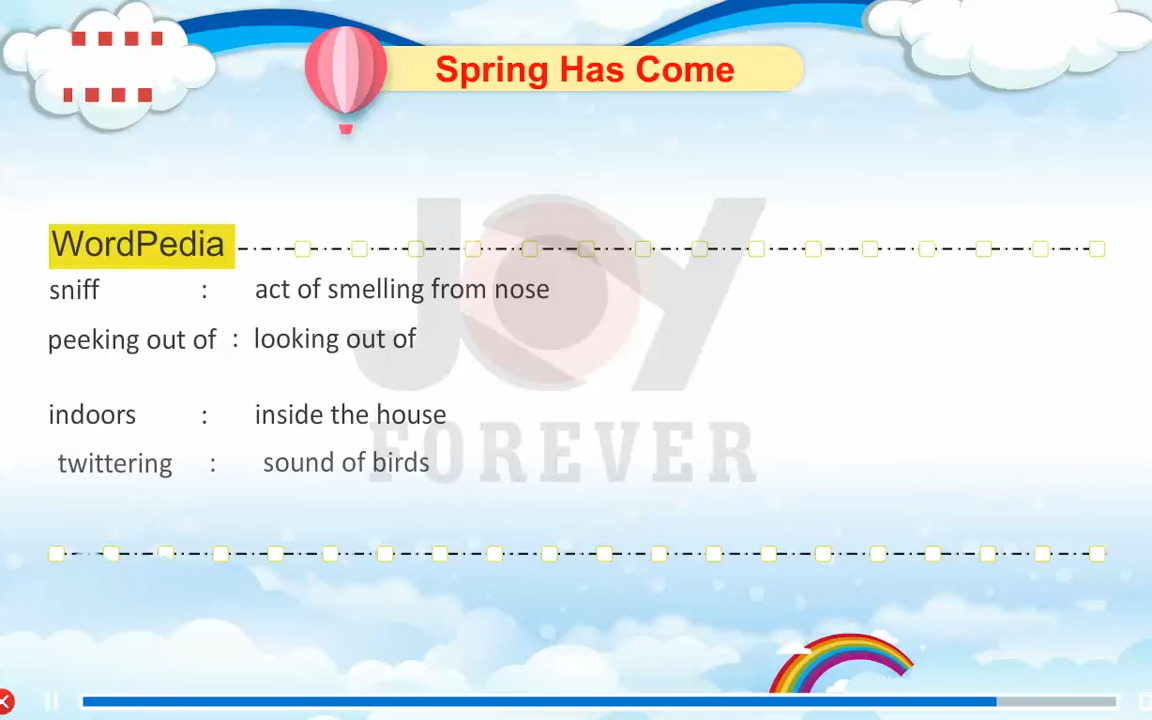 Spring Has Come
WordPedia
sniff : act of smelling from nose
peeking out of : looking out of
indoors : inside the house
twittering : sound of birds
JOY
FOREVER